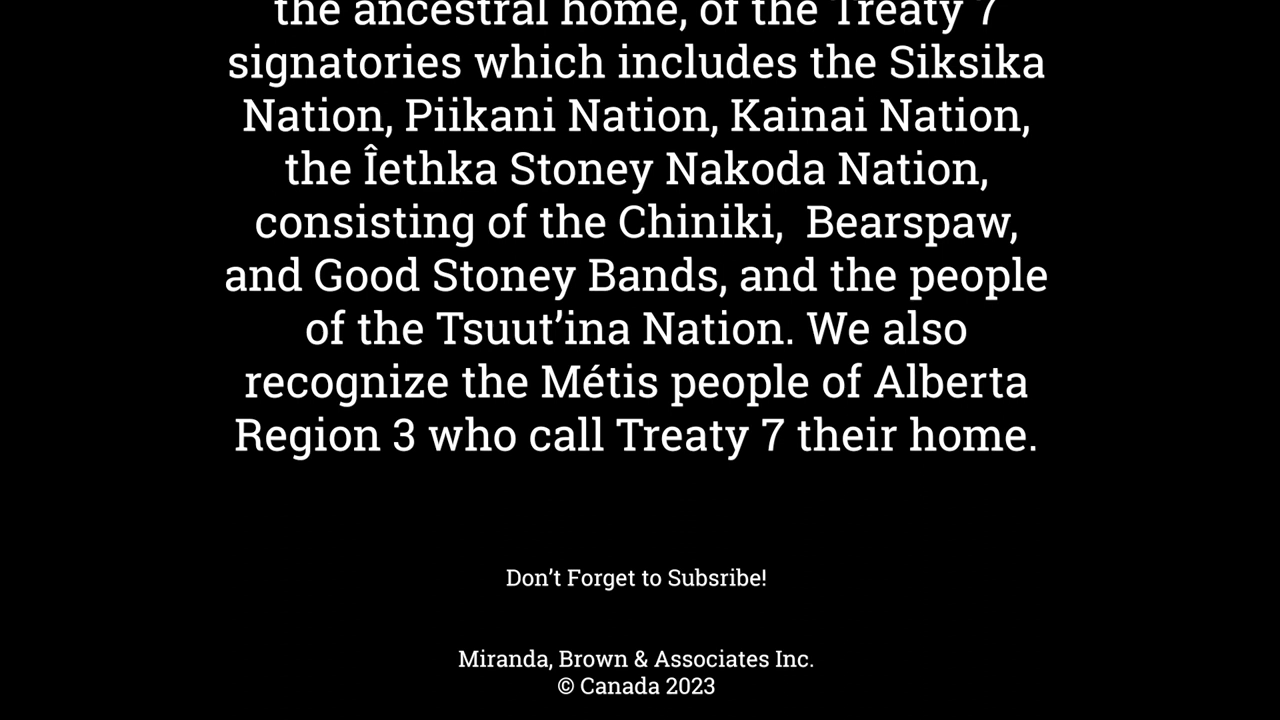 the ancestral home, of the Treaty 7
signatories which includes the Siksika
Nation, Piikani Nation, Kainai Nation,
the Îethka Stoney Nakoda Nation,
consisting of the Chiniki,  Bearspaw,
and Good Stoney Bands, and the people
of the Tsuut’ina Nation. We also
recognize the Métis people of Alberta
Region 3 who call Treaty 7 their home.
Don’t Forget to Subsribe!
Miranda, Brown & Associates Inc.
© Canada 2023